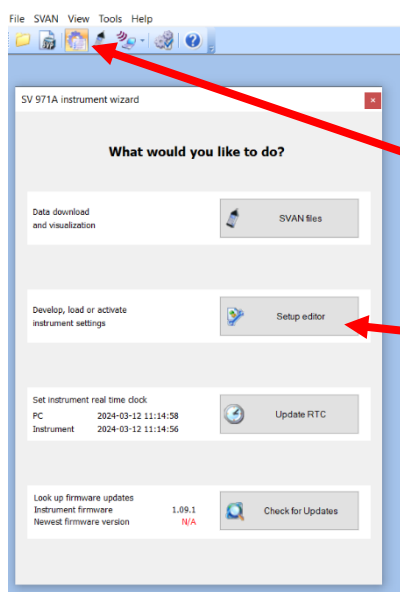 File SVAN View Tools Help
SV 971A instrument wizard
What would you like to do?
Data download
and visualization
SVAN files
Develop, load or activate
instrument settings
Setup editor
Set instrument real time clock
PC 2024-03-12 11:14:58
Instrument 2024-03-12 11:14:56
Update RTC
Look up firmware updates
Instrument firmware 1.09.1
Newest firmware version N/A
Check for Updates